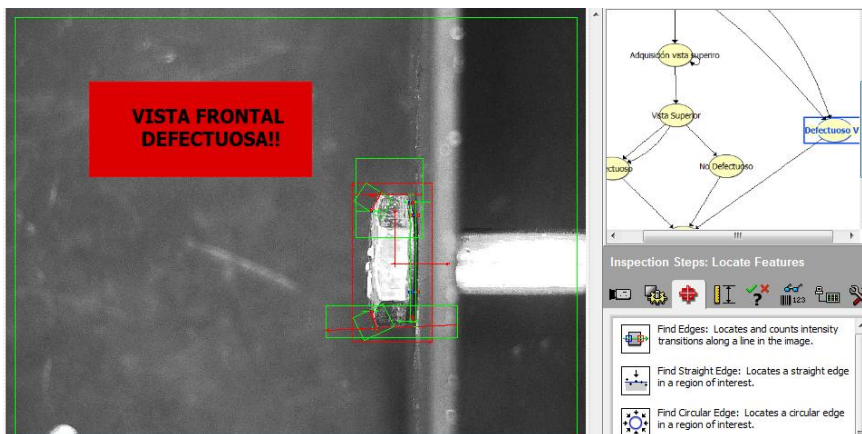 VISTA FRONTAL
DEFECTUOSA!!
Adquisición vista superiro
Vista Superior
Defectuoso V
ectuoso
No Defectuoso
Inspection Steps: Locate Features
123
Find Edges: Locates and counts intensity
transitions along a line in the image.
Find Straight Edge: Locates a straight edge
in a region of interest.
Find Circular Edge: Locates a circular edge
in a region of interest.